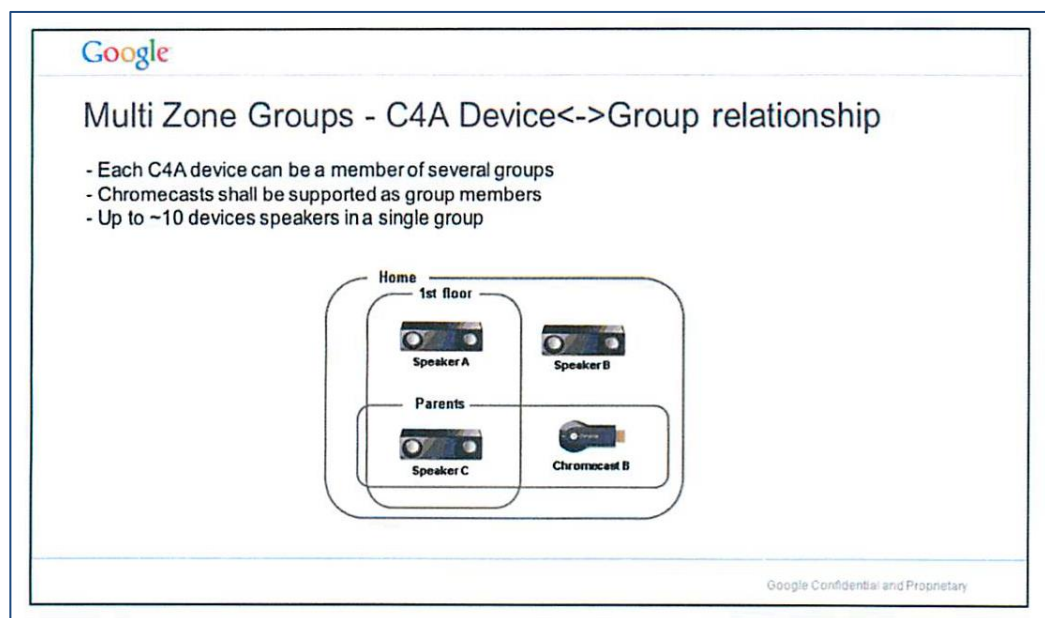 Google
Multi Zone Groups - C4A Device<->Group relationship
- Each C4A device can be a member of several groups
- Chromecasts shall be supported as group members
- Up to ~10 devices speakers in a single group
Home
1st floor
Speaker A
Speaker B
Parents
Speaker C
Chromecast B
Google Confidential and Proprietary